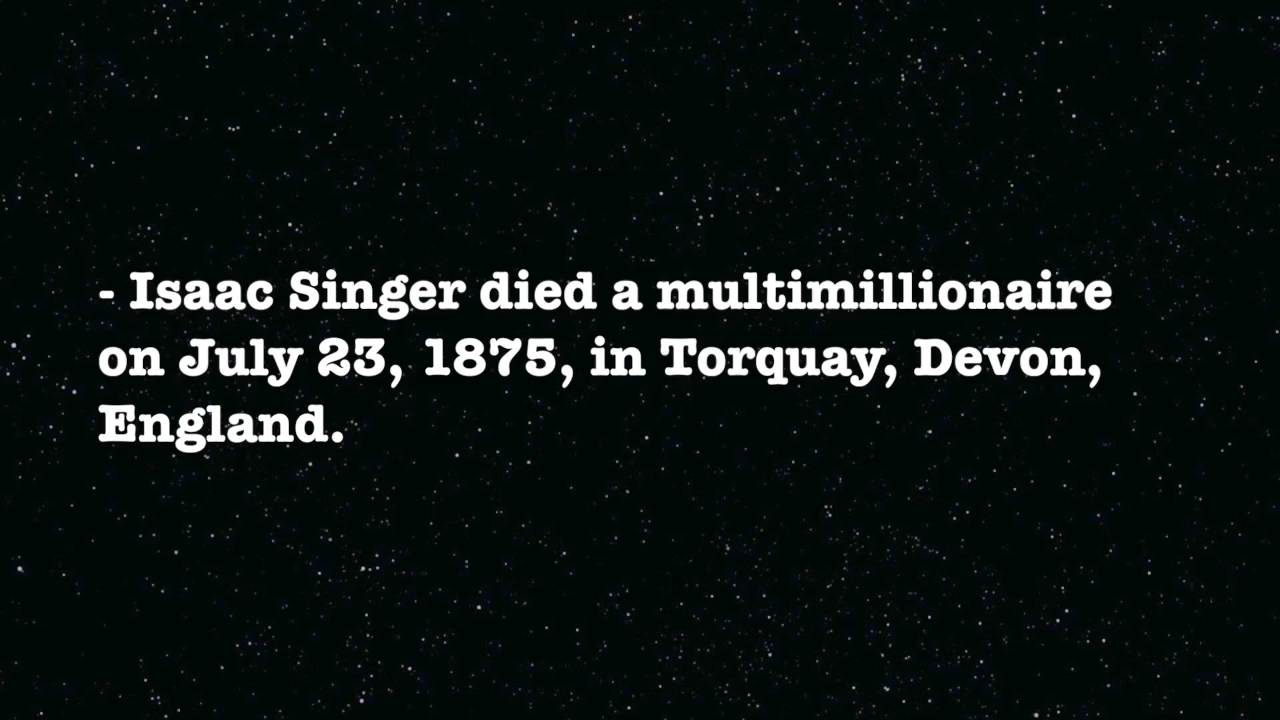 - Isaac Singer died a multimillionaire
on July 23, 1875, in Torquay, Devon,
England.